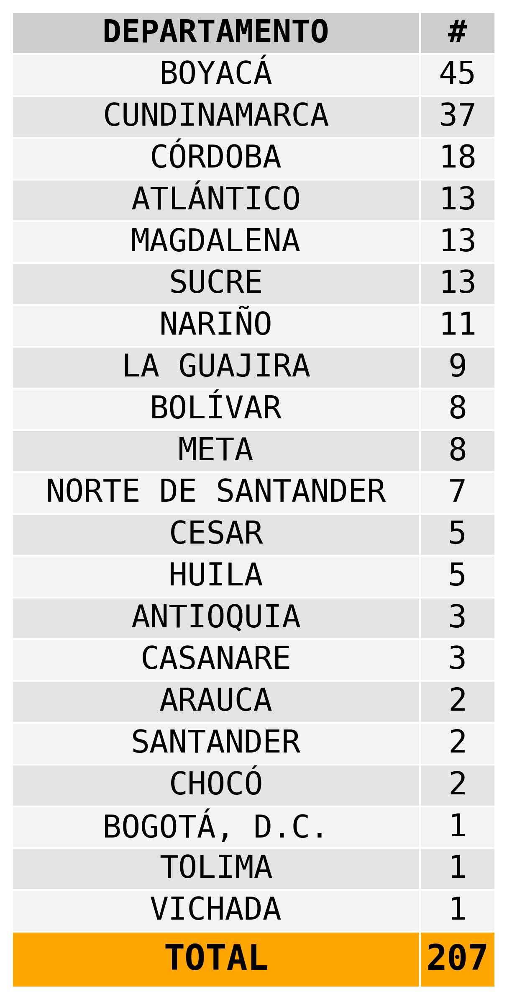 DEPARTAMENTO #
BOYACÁ 45
CUNDINAMARCA 37
CÓRDOBA 18
ATLÁNTICO 13
MAGDALENA 13
SUCRE 13
NARIÑO 11
LA GUAJIRA 9
BOLÍVAR 8
META 8
NORTE DE SANTANDER 7
CESAR 5
HUILA 5
ANTIOQUIA 3
CASANARE 3
ARAUCA 2
SANTANDER 2
CHOCÓ 2
BOGOTÁ, D.C. 1
TOLIMA 1
VICHADA 1
TOTAL 207